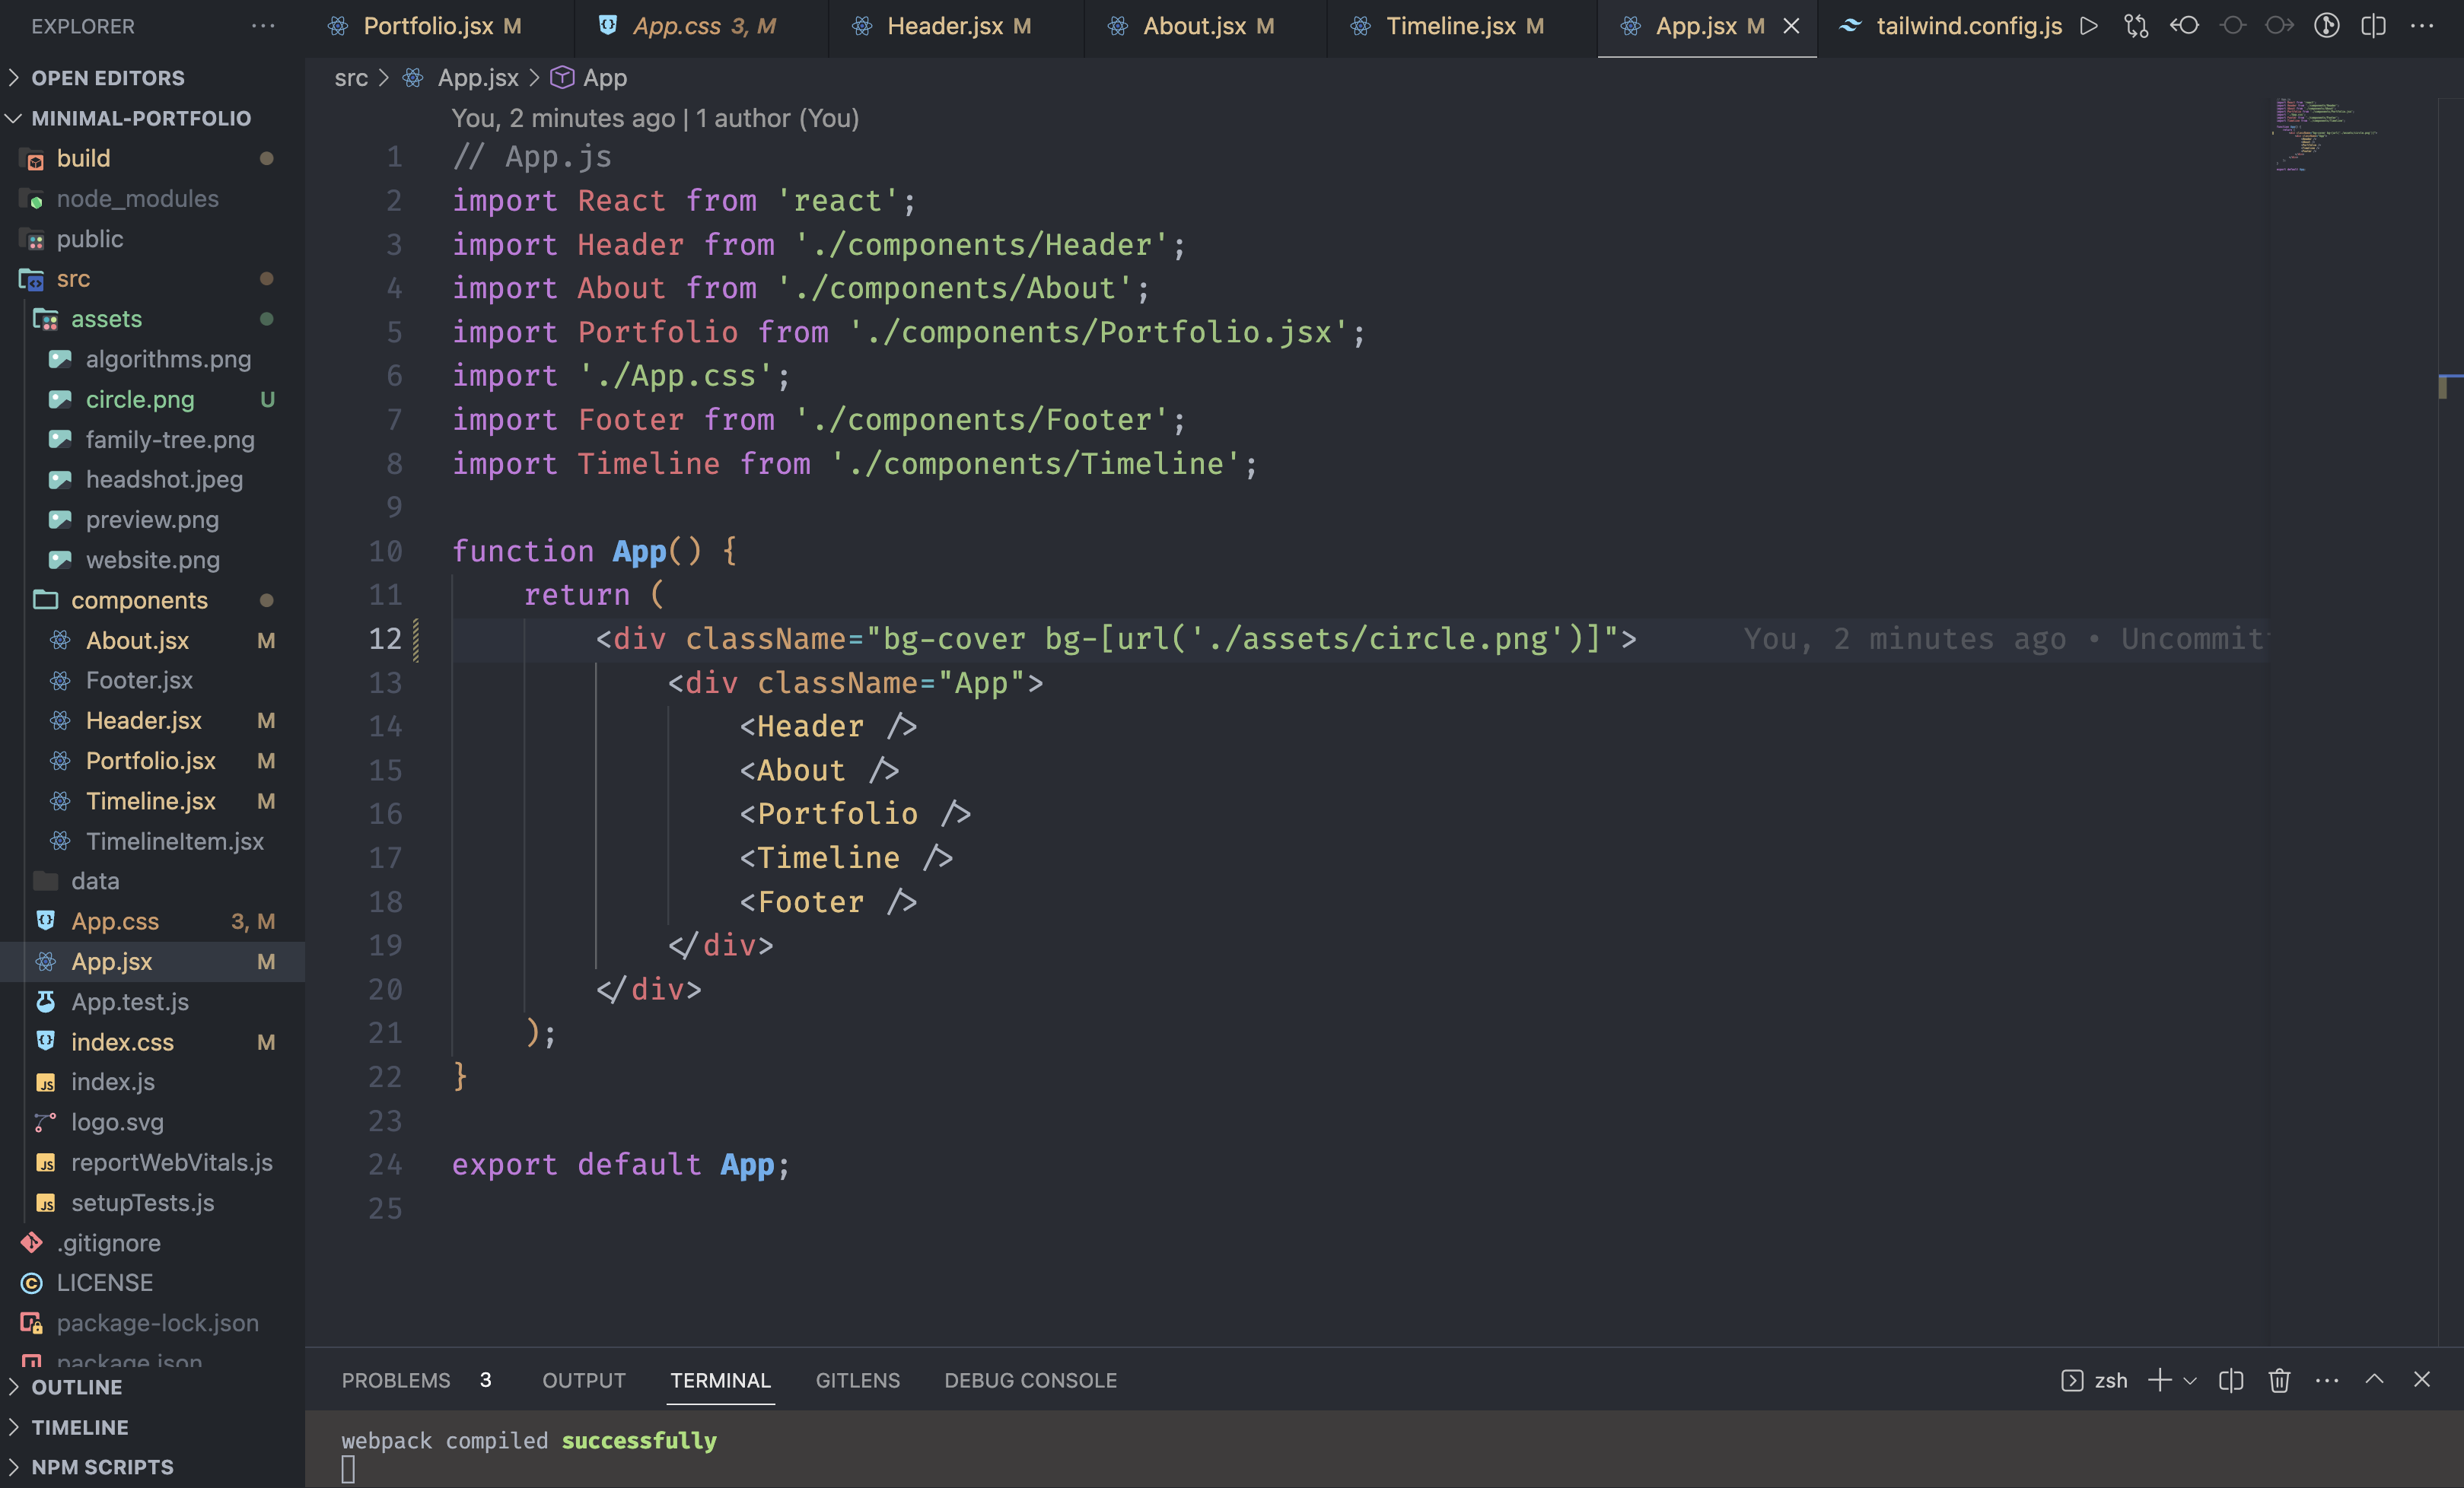 EXPLORER
OPEN EDITORS
MINIMAL-PORTFOLIO
build
node_modules
public
src
assets
algorithms.png
circle.png U
family-tree.png
headshot.jpeg
preview.png
website.png
components
About.jsx M
Footer.jsx
Header.jsx M
Portfolio.jsx M
Timeline.jsx M
TimelineItem.jsx
data
App.css 3, M
App.jsx M
App.test.js
index.css M
index.js
logo.svg
reportWebVitals.js
setupTests.js
.gitignore
LICENSE
package-lock.json
package.json
OUTLINE
TIMELINE
NPM SCRIPTS
Portfolio.jsx M App.css 3, M Header.jsx M About.jsx M Timeline.jsx M App.jsx M tailwind.config.js
src > App.jsx > App
You, 2 minutes ago | 1 author (You)
1 // App.js
2 import React from 'react';
3 import Header from './components/Header';
4 import About from './components/About';
5 import Portfolio from './components/Portfolio.jsx';
6 import './App.css';
7 import Footer from './components/Footer';
8 import Timeline from './components/Timeline';
9
10 function App() {
11 return (
12 <div className="bg-cover bg-[url('./assets/circle.png')]"> You, 2 minutes ago • Uncommit
13 <div className="App">
14 <Header />
15 <About />
16 <Portfolio />
17 <Timeline />
18 <Footer />
19 </div>
20 </div>
21 );
22 }
23
24 export default App;
25
PROBLEMS 3 OUTPUT TERMINAL GITLENS DEBUG CONSOLE zsh
webpack compiled successfully